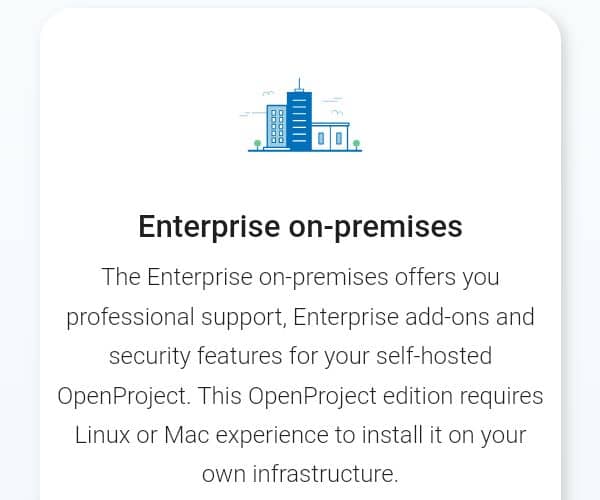 Enterprise on-premises
The Enterprise on-premises offers you
professional support, Enterprise add-ons and
security features for your self-hosted
OpenProject. This OpenProject edition requires
Linux or Mac experience to install it on your
own infrastructure.